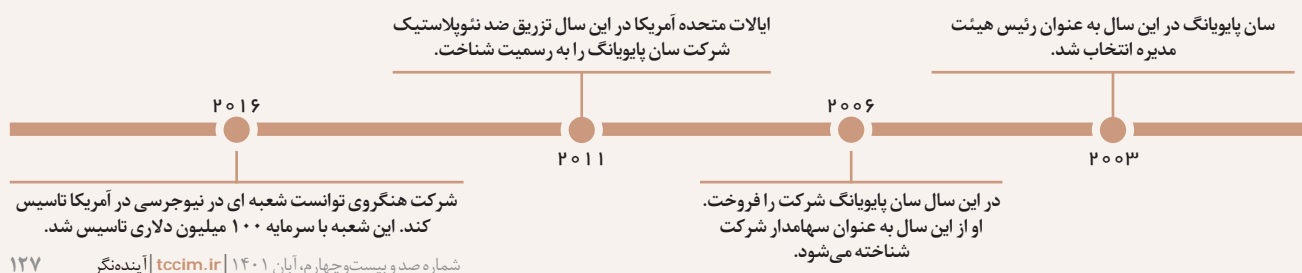 سان پایویانگ در این سال به عنوان رئیس هیئت
مدیره انتخاب شد.
۲۰۰۳
۲۰۰۶
در این سال سان پایویانگ شرکت را فروخت.
او از این سال به عنوان سهامدار شرکت
شناخته می‌شود.
ایالات متحده آمریکا در این سال تزریق ضد نئوپلاستیک
شرکت سان پایویانگ را به رسمیت شناخت.
۲۰۱۱
۲۰۱۶
شرکت هنگروی توانست شعبه ای در نیوجرسی در آمریکا تاسیس
کند. این شعبه با سرمایه ۱۰۰ میلیون دلاری تاسیس شد.
شماره صد و بیست‌وچهارم، آبان ۱۴۰۱ | tccim.ir | آینده‌نگر ۱۲۷